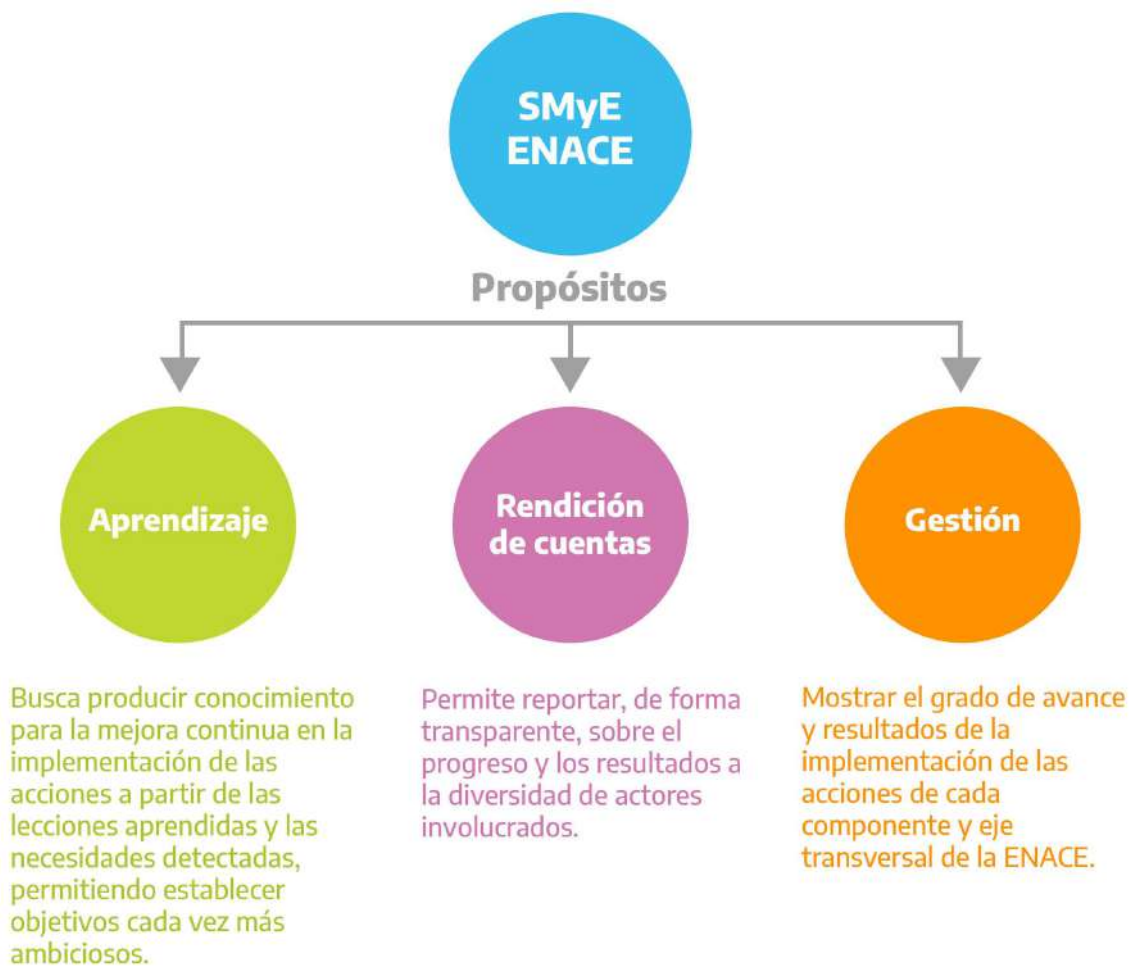 SMyE
ENACE
Propósitos
Aprendizaje
Rendición
de cuentas
Gestión
Busca producir conocimiento
para la mejora continua en la
implementación de las
acciones a partir de las
lecciones aprendidas y las
necesidades detectadas,
permitiendo establecer
objetivos cada vez más
ambiciosos.
Permite reportar, de forma
transparente, sobre el
progreso y los resultados a
la diversidad de actores
involucrados.
Mostrar el grado de avance
y resultados de la
implementación de las
acciones de cada
componente y eje
transversal de la ENACE.